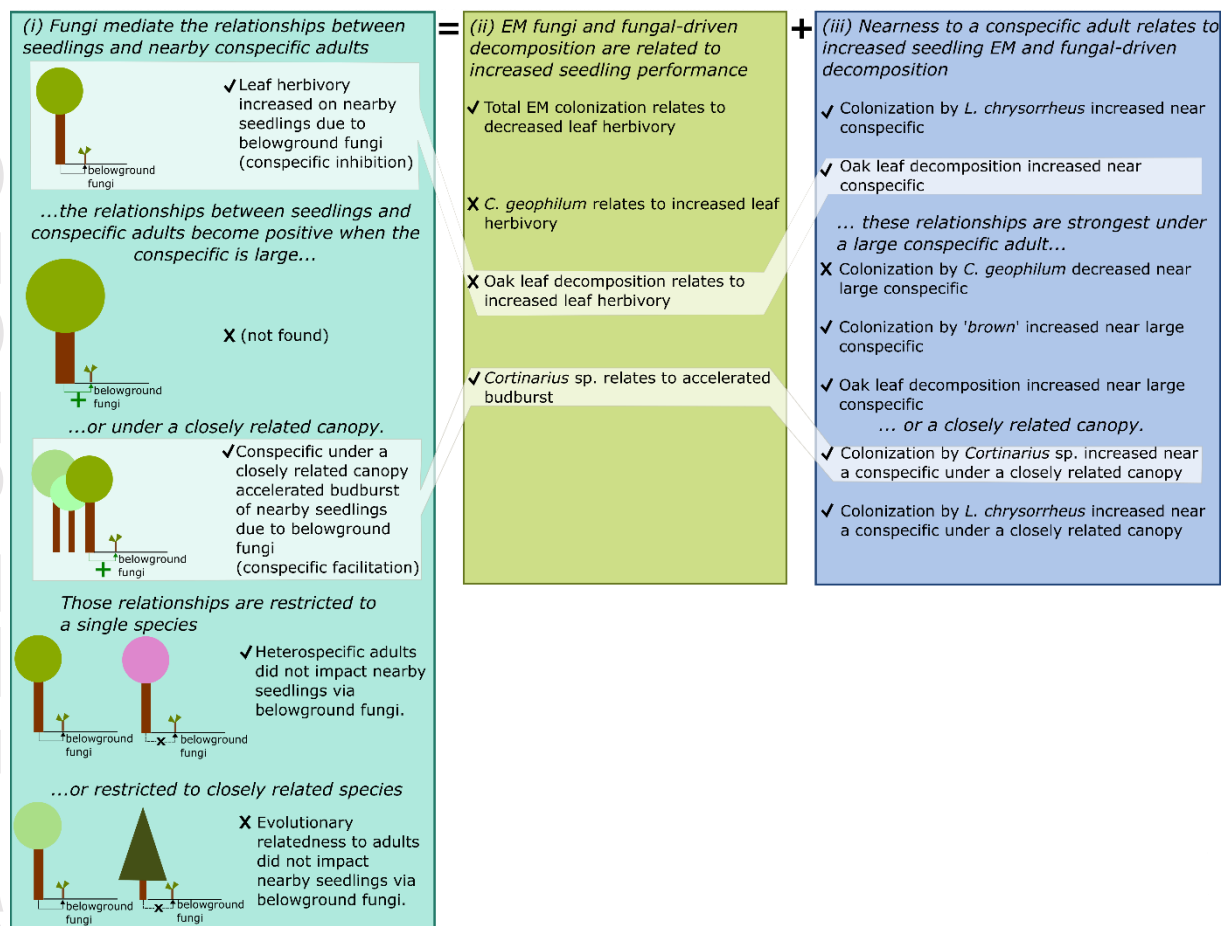 (i) Fungi mediate the relationships between
seedlings and nearby conspecific adults
✓ Leaf herbivory
increased on nearby
seedlings due to
belowground fungi
(conspecific inhibition)
belowground
fungi
...the relationships between seedlings and
conspecific adults become positive when the
conspecific is large...
X (not found)
belowground
fungi
+
...or under a closely related canopy.
✓ Conspecific under a
closely related canopy
accelerated budburst
of nearby seedlings
due to belowground
fungi
(conspecific facilitation)
belowground
fungi
+
Those relationships are restricted to
a single species
✓ Heterospecific adults
did not impact nearby
seedlings via
belowground fungi.
belowground
fungi
belowground
fungi
x
...or restricted to closely related species
X Evolutionary
relatedness to adults
did not impact
nearby seedlings via
belowground fungi.
belowground
fungi
belowground
fungi
x
=
(ii) EM fungi and fungal-driven
decomposition are related to
increased seedling performance
✓ Total EM colonization relates to
decreased leaf herbivory
X C. geophilum relates to increased leaf
herbivory
X Oak leaf decomposition relates to
increased leaf herbivory
✓ Cortinarius sp. relates to accelerated
budburst
+
(iii) Nearness to a conspecific adult relates to
increased seedling EM and fungal-driven
decomposition
✓ Colonization by L. chrysorrheus increased near
conspecific
✓ Oak leaf decomposition increased near
conspecific
... these relationships are strongest under
a large conspecific adult...
X Colonization by C. geophilum decreased near
large conspecific
✓ Colonization by 'brown' increased near large
conspecific
✓ Oak leaf decomposition increased near large
conspecific
... or a closely related canopy.
✓ Colonization by Cortinarius sp. increased near
a conspecific under a closely related canopy
✓ Colonization by L. chrysorrheus increased near
a conspecific under a closely related canopy